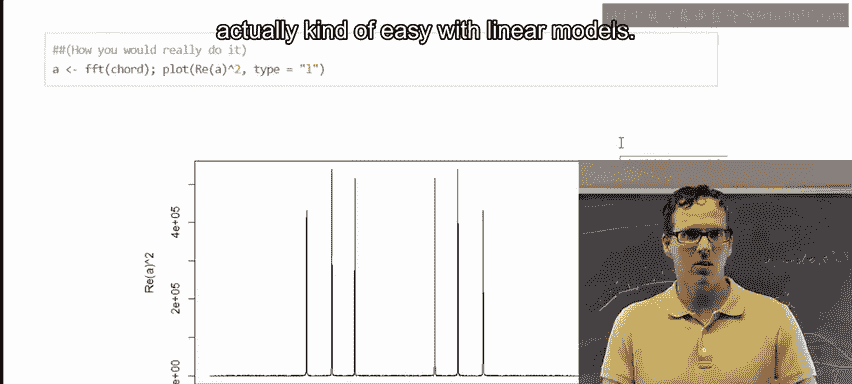 actually kind of easy with linear models.
##(How you would really do it)
a <- fft(chord); plot(Re(a)^2, type = "l")
Re(a)^2
4e+05
2e+05
e+00